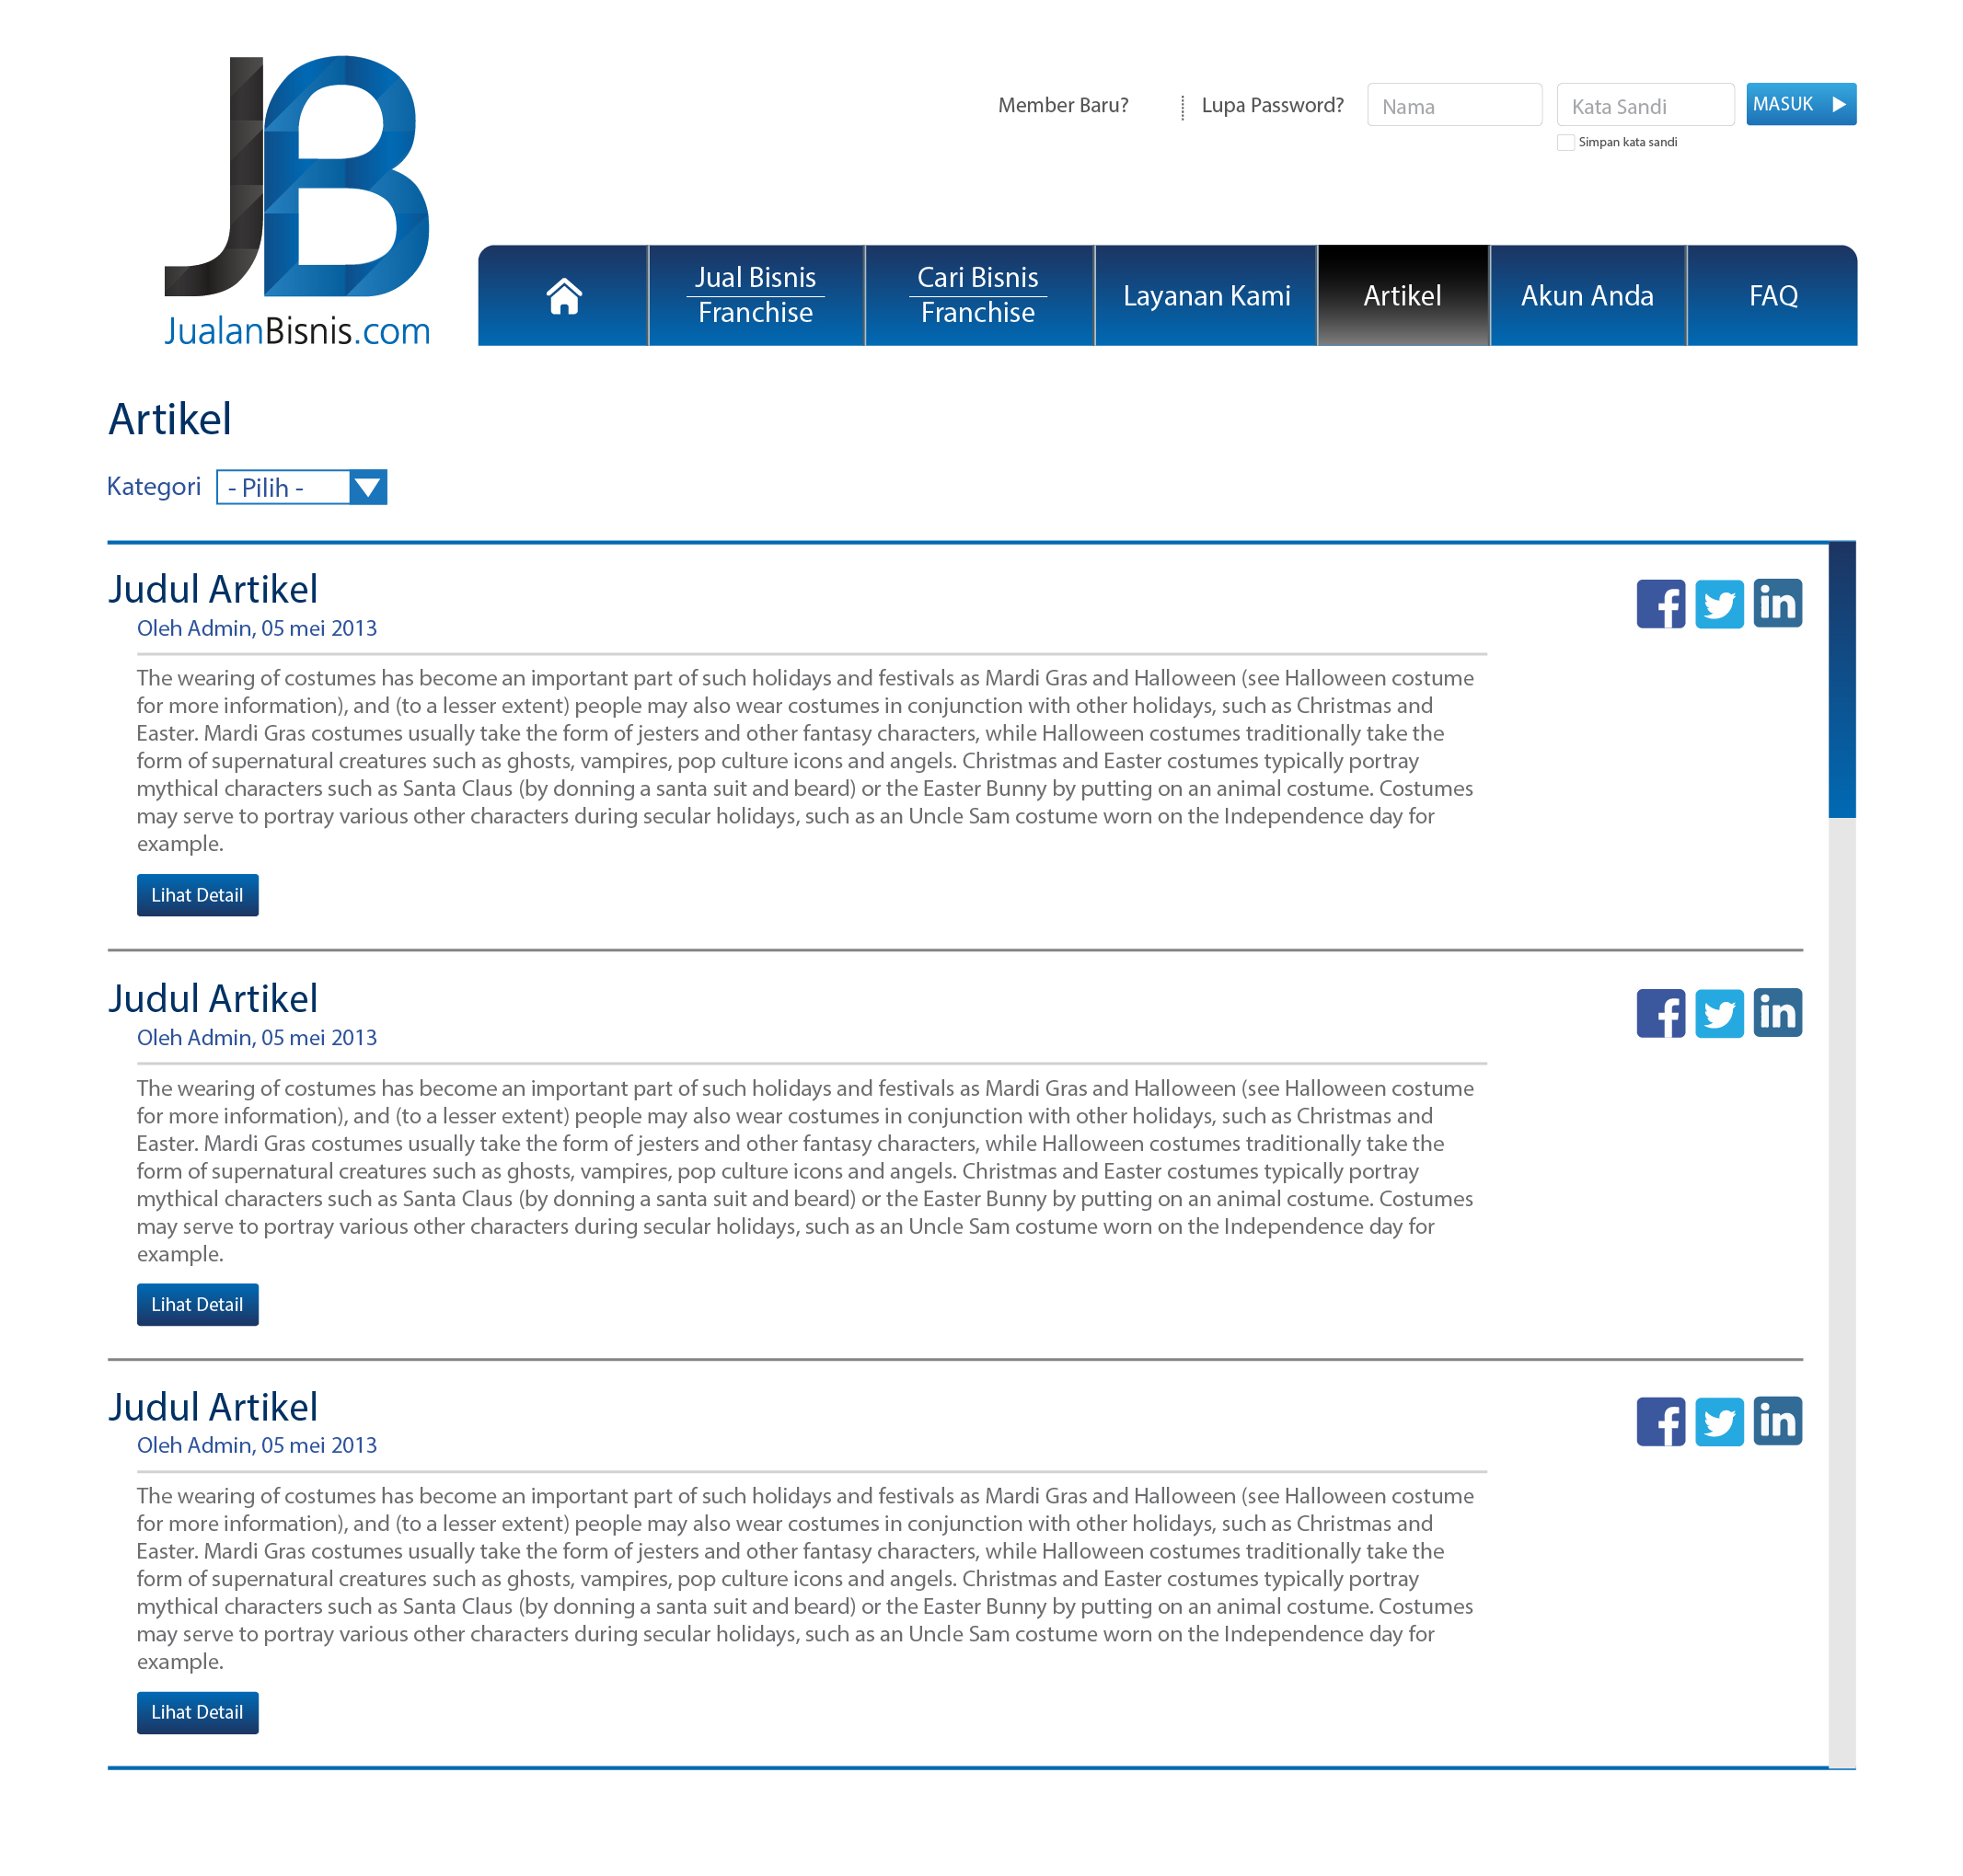 JB
JualanBisnis.com
Member Baru?
Lupa Password?
Nama
Kata Sandi
MASUK
Simpan kata sandi
Jual Bisnis
Franchise
Cari Bisnis
Franchise
Layanan Kami
Artikel
Akun Anda
FAQ
Artikel
Kategori
- Pilih -
Judul Artikel
Oleh Admin, 05 mei 2013
The wearing of costumes has become an important part of such holidays and festivals as Mardi Gras and Halloween (see Halloween costume
for more information), and (to a lesser extent) people may also wear costumes in conjunction with other holidays, such as Christmas and
Easter. Mardi Gras costumes usually take the form of jesters and other fantasy characters, while Halloween costumes traditionally take the
form of supernatural creatures such as ghosts, vampires, pop culture icons and angels. Christmas and Easter costumes typically portray
mythical characters such as Santa Claus (by donning a santa suit and beard) or the Easter Bunny by putting on an animal costume. Costumes
may serve to portray various other characters during secular holidays, such as an Uncle Sam costume worn on the Independence day for
example.
Lihat Detail
Judul Artikel
Oleh Admin, 05 mei 2013
The wearing of costumes has become an important part of such holidays and festivals as Mardi Gras and Halloween (see Halloween costume
for more information), and (to a lesser extent) people may also wear costumes in conjunction with other holidays, such as Christmas and
Easter. Mardi Gras costumes usually take the form of jesters and other fantasy characters, while Halloween costumes traditionally take the
form of supernatural creatures such as ghosts, vampires, pop culture icons and angels. Christmas and Easter costumes typically portray
mythical characters such as Santa Claus (by donning a santa suit and beard) or the Easter Bunny by putting on an animal costume. Costumes
may serve to portray various other characters during secular holidays, such as an Uncle Sam costume worn on the Independence day for
example.
Lihat Detail
Judul Artikel
Oleh Admin, 05 mei 2013
The wearing of costumes has become an important part of such holidays and festivals as Mardi Gras and Halloween (see Halloween costume
for more information), and (to a lesser extent) people may also wear costumes in conjunction with other holidays, such as Christmas and
Easter. Mardi Gras costumes usually take the form of jesters and other fantasy characters, while Halloween costumes traditionally take the
form of supernatural creatures such as ghosts, vampires, pop culture icons and angels. Christmas and Easter costumes typically portray
mythical characters such as Santa Claus (by donning a santa suit and beard) or the Easter Bunny by putting on an animal costume. Costumes
may serve to portray various other characters during secular holidays, such as an Uncle Sam costume worn on the Independence day for
example.
Lihat Detail